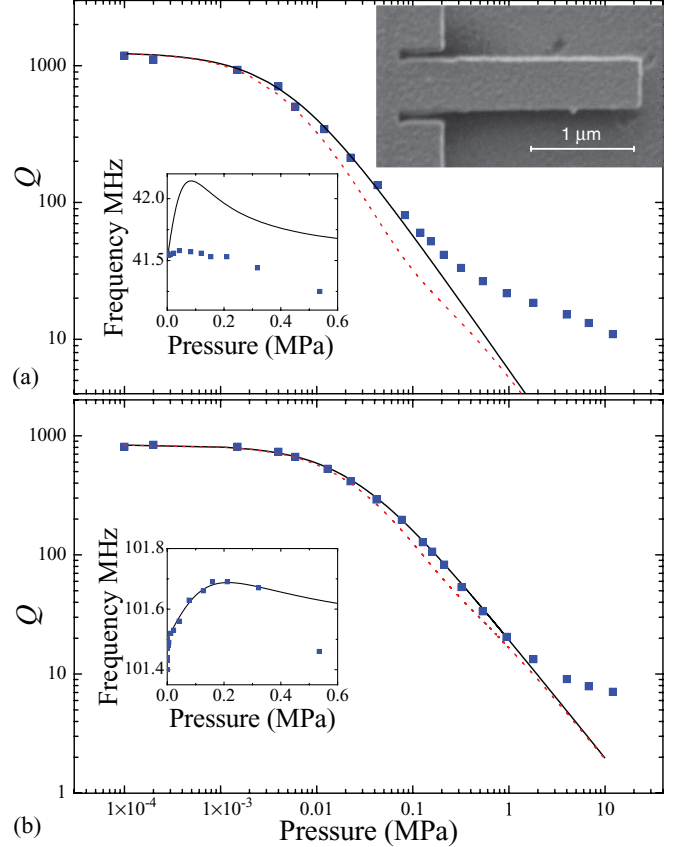 1 μm
1000
100
10
Q
Frequency MHz
42.0
41.5
0.0 0.2 0.4 0.6
Pressure (MPa)
(a)
1000
100
10
1
Q
Frequency MHz
101.8
101.6
101.4
0.0 0.2 0.4 0.6
Pressure (MPa)
1×10⁻⁴ 1×10⁻³ 0.01 0.1 1 10
(b)
Pressure (MPa)